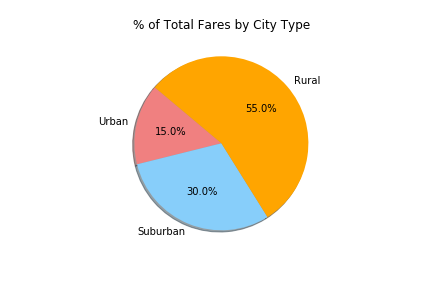 % of Total Fares by City Type
Rural
55.0%
Urban
15.0%
30.0%
Suburban